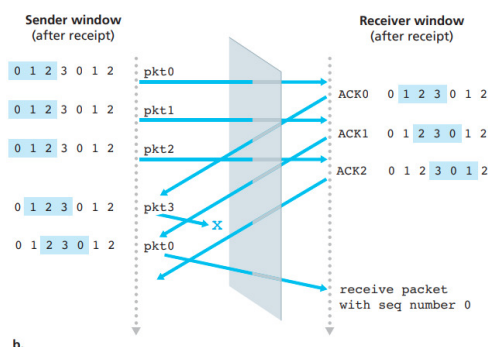 Sender window
(after receipt)
Receiver window
(after receipt)
0 1 2 3 0 1 2
pkt0
ACK0
0 1 2 3 0 1 2
0 1 2 3 0 1 2
pkt1
ACK1
0 1 2 3 0 1 2
0 1 2 3 0 1 2
pkt2
ACK2
0 1 2 3 0 1 2
0 1 2 3 0 1 2
pkt3
x
0 1 2 3 0 1 2
pkt0
receive packet
with seq number 0
b.